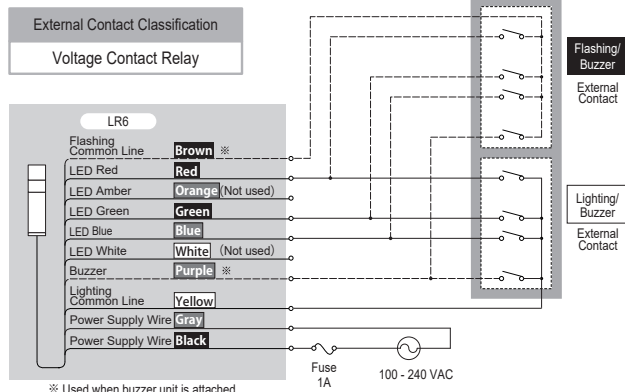 External Contact Classification
Voltage Contact Relay
LR6
Flashing
Common Line Brown ※
LED Red Red
LED Amber Orange (Not used)
LED Green Green
LED Blue Blue
LED White White (Not used)
Buzzer Purple ※
Lighting
Common Line Yellow
Power Supply Wire Gray
Power Supply Wire Black
※ Used when buzzer unit is attached
Fuse
1A
100 - 240 VAC
Flashing/
Buzzer
External
Contact
Lighting/
Buzzer
External
Contact